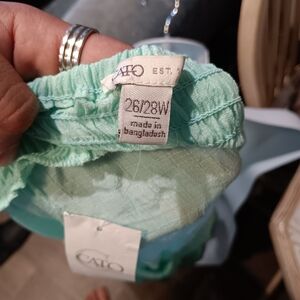 CATO EST.
26/28W
made in
bangladesh
CATO